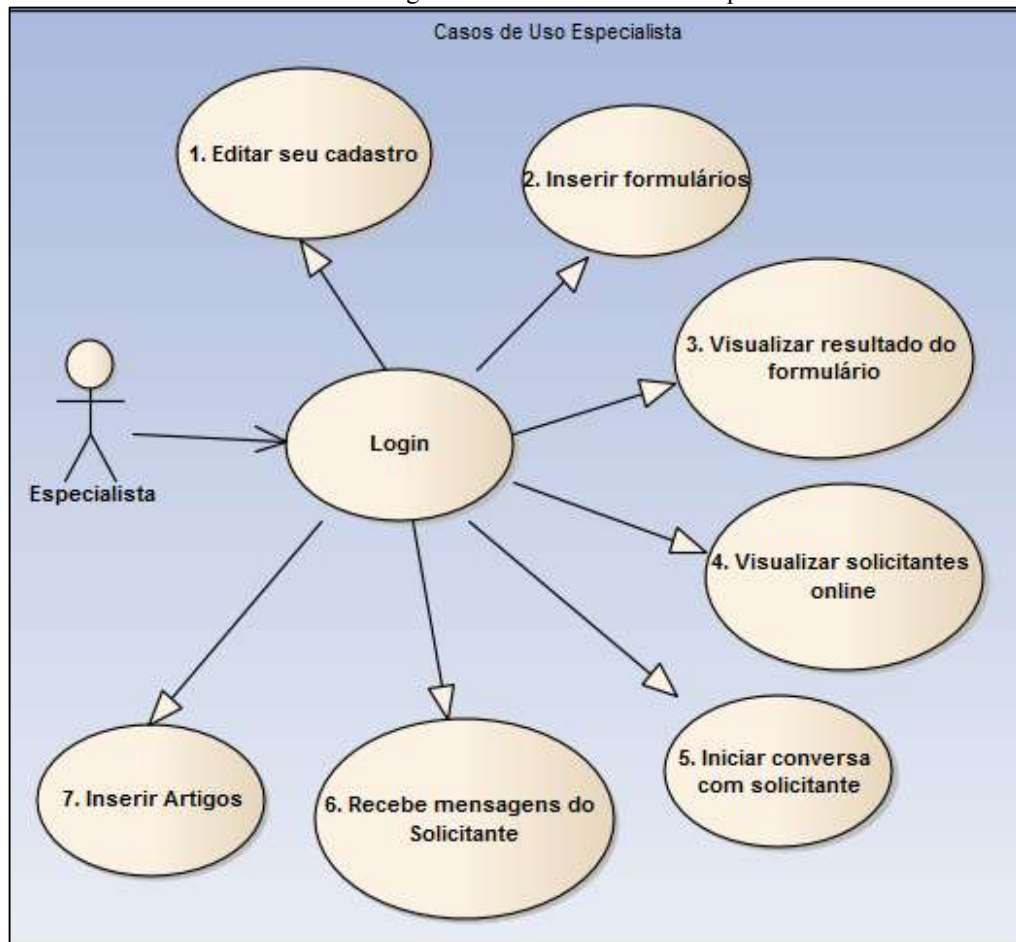 Casos de Uso Especialista
1. Editar seu cadastro
2. Inserir formulários
3. Visualizar resultado do
formulário
Login
Especialista
4. Visualizar solicitantes
online
5. Iniciar conversa
com solicitante
6. Recebe mensagens do
Solicitante
7. Inserir Artigos